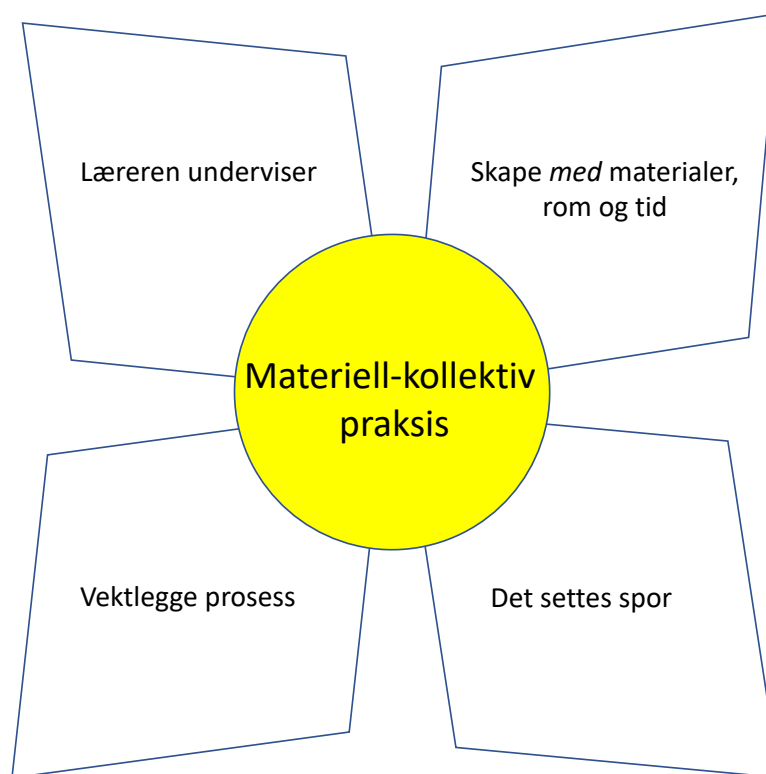 Læreren underviser
Skape med materialer,
rom og tid
Materiell-kollektiv
praksis
Vektlegge prosess
Det settes spor